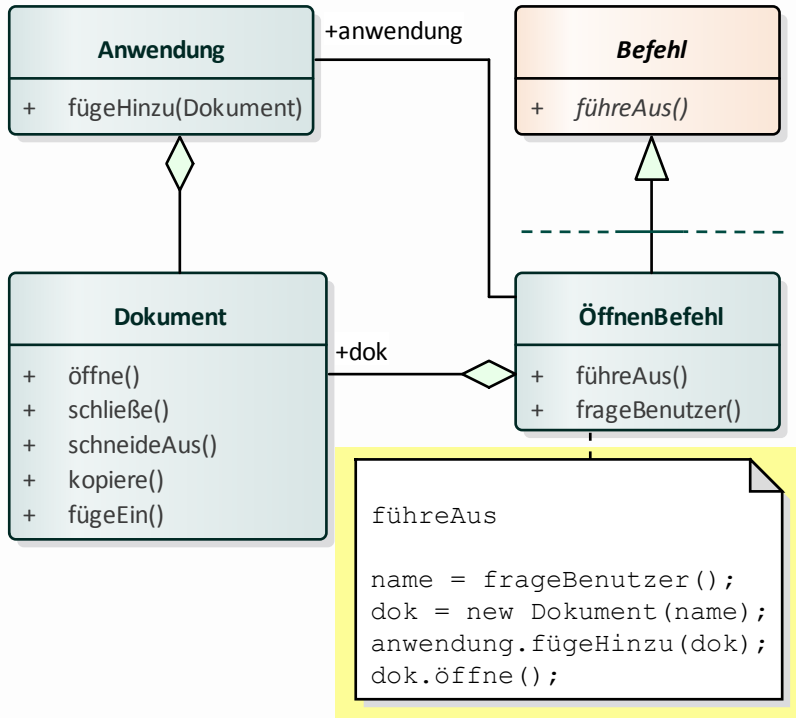 Anwendung
+ fügeHinzu(Dokument)
+anwendung
Befehl
+ führeAus()
Dokument
+ öffne()
+ schließe()
+ schneideAus()
+ kopiere()
+ fügeEin()
+dok
ÖffnenBefehl
+ führeAus()
+ frageBenutzer()
führeAus
name = frageBenutzer();
dok = new Dokument(name);
anwendung.fügeHinzu(dok);
dok.öffne();